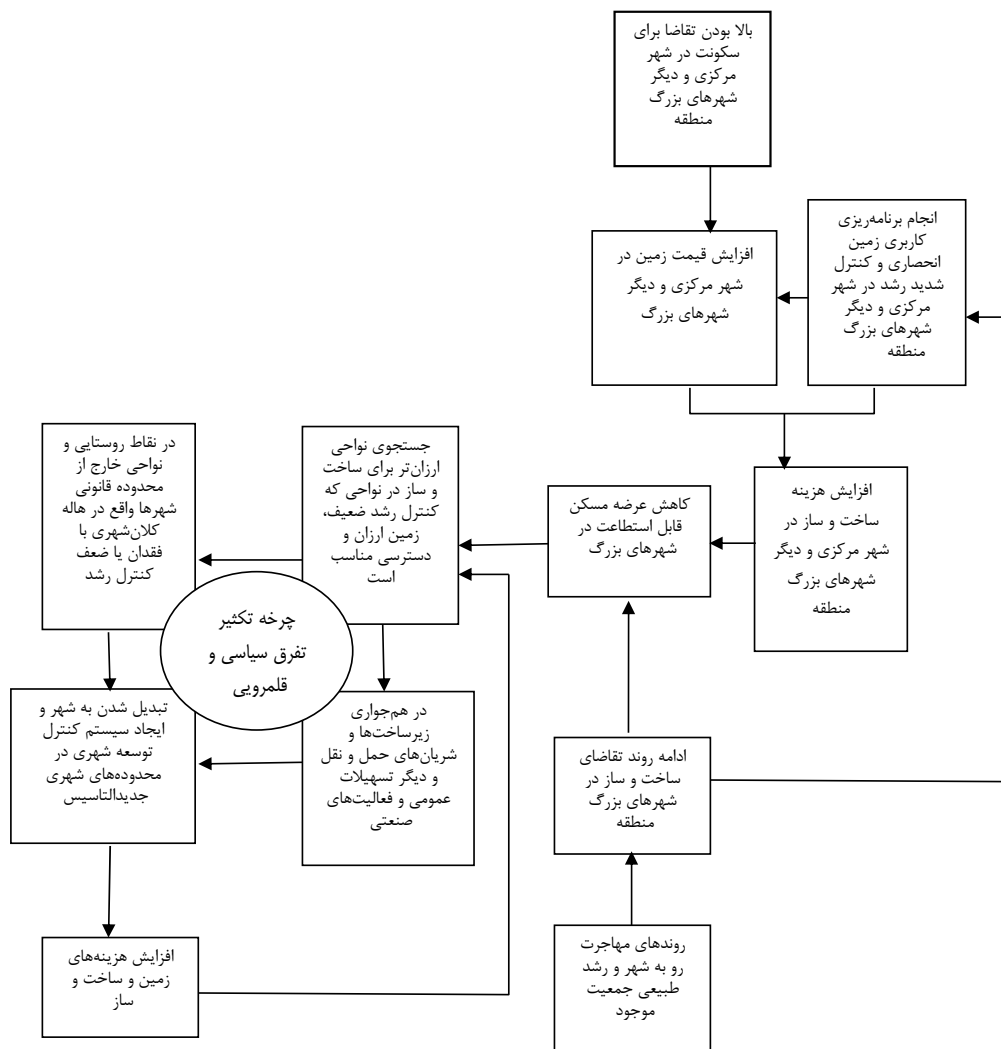 بالا بودن تقاضا برای
سکونت در شهر
مرکزی و دیگر
شهرهای بزرگ
منطقه
انجام برنامه‌ریزی
کاربری زمین
انحصاری و کنترل
شدید رشد در شهر
مرکزی و دیگر
شهرهای بزرگ
منطقه
افزایش قیمت زمین در
شهر مرکزی و دیگر
شهرهای بزرگ
افزایش هزینه
ساخت و ساز در
شهر مرکزی و دیگر
شهرهای بزرگ
منطقه
کاهش عرضه مسکن
قابل استطاعت در
شهرهای بزرگ
جستجوی نواحی
ارزان‌تر برای ساخت
و ساز در نواحی که
کنترل رشد ضعیف،
زمین ارزان و
دسترسی مناسب
است
در نقاط روستایی و
نواحی خارج از
محدوده قانونی
شهرها واقع در هاله
کلان‌شهری با
فقدان یا ضعف
کنترل رشد
چرخه تکثیر
تفرق سیاسی و
قلمرویی
در هم‌جواری
زیرساخت‌ها و
شریان‌های حمل و نقل
و دیگر تسهیلات
عمومی و فعالیت‌های
صنعتی
تبدیل شدن به شهر و
ایجاد سیستم کنترل
توسعه شهری در
محدوده‌های شهری
جدیدالتاسیس
ادامه روند تقاضای
ساخت و ساز در
شهرهای بزرگ
منطقه
روندهای مهاجرت
رو به شهر و رشد
طبیعی جمعیت
موجود
افزایش هزینه‌های
زمین و ساخت و
ساز